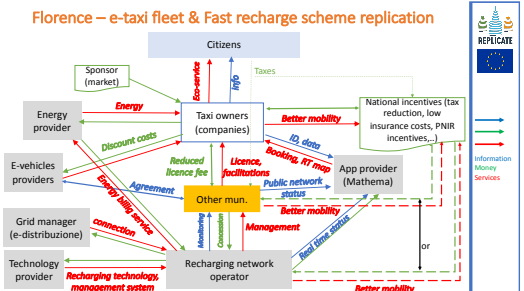 Florence – e-taxi fleet & Fast recharge scheme replication
REPLICATE
Citizens
Sponsor
(market)
Eco-service
info
Taxes
Energy
provider
Energy
Taxi owners
(companies)
Better mobility
National incentives (tax
reduction, low
insurance costs, PNIR
incentives,..)
Discount costs
ID, data
Booking, RT map
Information
Money
Services
E-vehicles
providers
Reduced
licence fee
Licence,
facilitations
App provider
(Mathema)
Agreement
Energy billig service
Public network
status
Other mun.
Better mobility
Grid manager
(e-distribuzione)
connection
Monitoring
Concession
Management
Real time status
or
Technology
provider
Recharging technology,
management system
Recharging network
operator
Better mobility